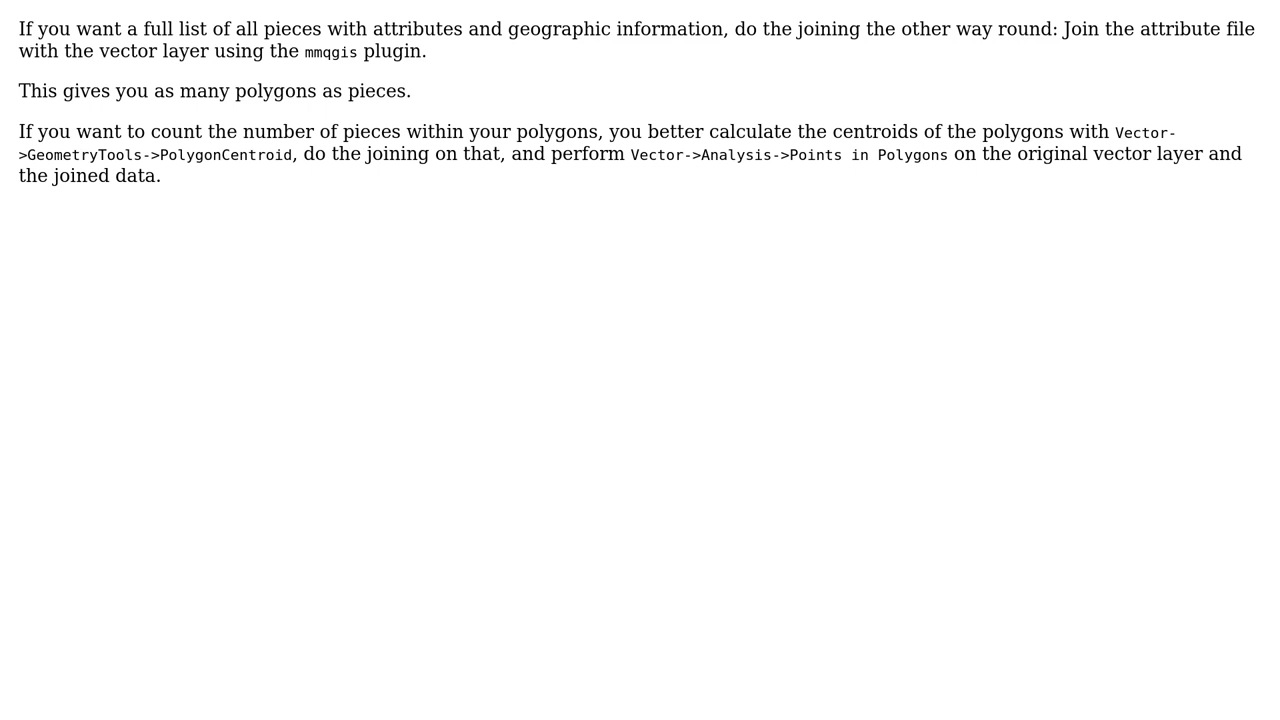 If you want a full list of all pieces with attributes and geographic information, do the joining the other way round: Join the attribute file
with the vector layer using the mmqgis plugin.
This gives you as many polygons as pieces.
If you want to count the number of pieces within your polygons, you better calculate the centroids of the polygons with Vector-
>GeometryTools->PolygonCentroid, do the joining on that, and perform Vector->Analysis->Points in Polygons on the original vector layer and
the joined data.